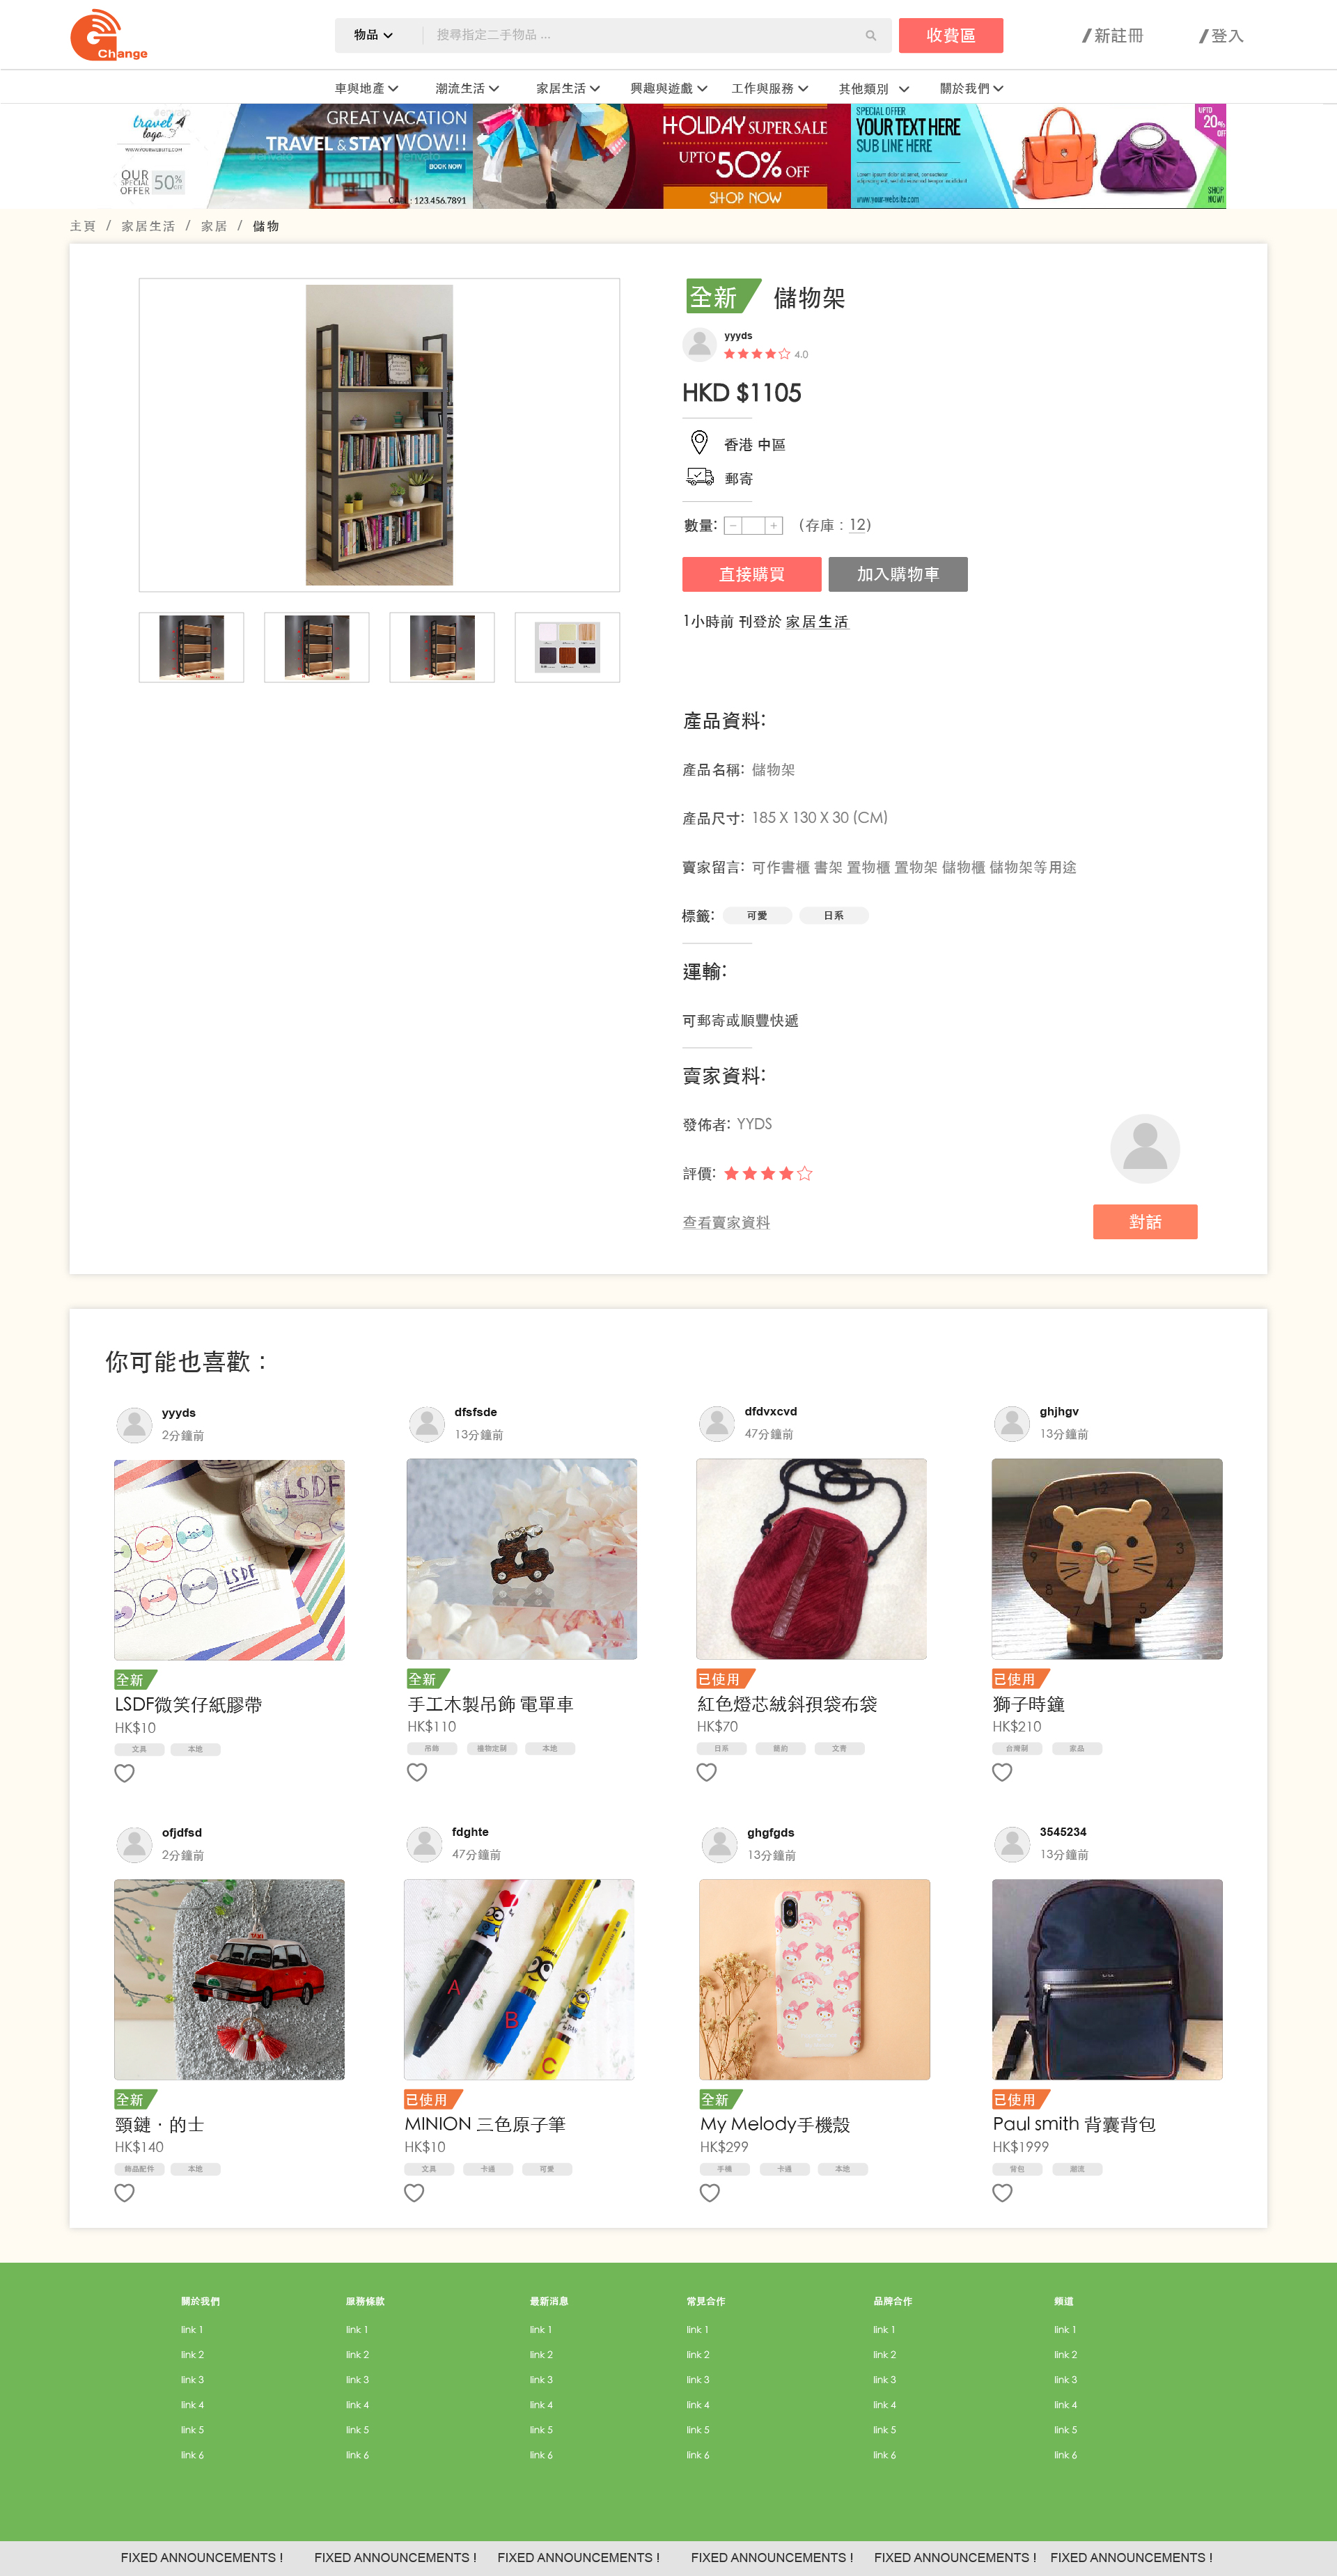 Change
物品
搜尋指定二手物品 ...
收費區
新註冊
登入
車與地產 潮流生活 家居生活 興趣與遊戲 工作與服務 其他類別 關於我們
travel logo
WWW.YOURWEBSITE.COM
OUR SPECIAL OFFER 50%
GREAT VACATION
TRAVEL & STAY WOW!!
BOOK NOW
CALL: 123.456.7891
HOLIDAY SUPER SALE
UPTO 50% OFF
SHOP NOW
SPECIAL OFFER
YOUR TEXT HERE
SUB LINE HERE
www.your-website.com
UPTO 20% OFF
SHOP NOW!
主頁 / 家居生活 / 家居 / 儲物
全新 儲物架
yyyds
4.0
HKD $1105
香港 中區
郵寄
數量: − + （存庫：12）
直接購買 加入購物車
1小時前 刊登於 家居生活
產品資料:
產品名稱: 儲物架
產品尺寸: 185 X 130 X 30 (CM)
賣家留言: 可作書櫃 書架 置物櫃 置物架 儲物櫃 儲物架等用途
標籤: 可愛 日系
運輸:
可郵寄或順豐快遞
賣家資料:
發佈者: YYDS
評價:
查看賣家資料
對話
你可能也喜歡：
yyyds
2分鐘前
LSDF
LSDF
全新
LSDF微笑仔紙膠帶
HK$10
文具 本地
dfsfsde
13分鐘前
全新
手工木製吊飾 電單車
HK$110
吊飾 禮物定制 本地
dfdvxcvd
47分鐘前
已使用
紅色燈芯絨斜孭袋布袋
HK$70
日系 簡約 文青
ghjhgv
13分鐘前
11 12 1 2 3 4 5 7 8 9
已使用
獅子時鐘
HK$210
台灣制 家品
ofjdfsd
2分鐘前
TAXI
全新
頸鏈・的士
HK$140
飾品配件 本地
fdghte
47分鐘前
A
B
C
已使用
MINION 三色原子筆
HK$10
文具 卡通 可愛
ghgfgds
13分鐘前
全新
My Melody手機殼
HK$299
手機 卡通 本地
3545234
13分鐘前
已使用
Paul smith 背囊背包
HK$1999
背包 潮流
關於我們 服務條款 最新消息 常見合作 品牌合作 頻道
link 1 link 1 link 1 link 1 link 1 link 1
link 2 link 2 link 2 link 2 link 2 link 2
link 3 link 3 link 3 link 3 link 3 link 3
link 4 link 4 link 4 link 4 link 4 link 4
link 5 link 5 link 5 link 5 link 5 link 5
link 6 link 6 link 6 link 6 link 6 link 6
FIXED ANNOUNCEMENTS ! FIXED ANNOUNCEMENTS ! FIXED ANNOUNCEMENTS ! FIXED ANNOUNCEMENTS ! FIXED ANNOUNCEMENTS ! FIXED ANNOUNCEMENTS !